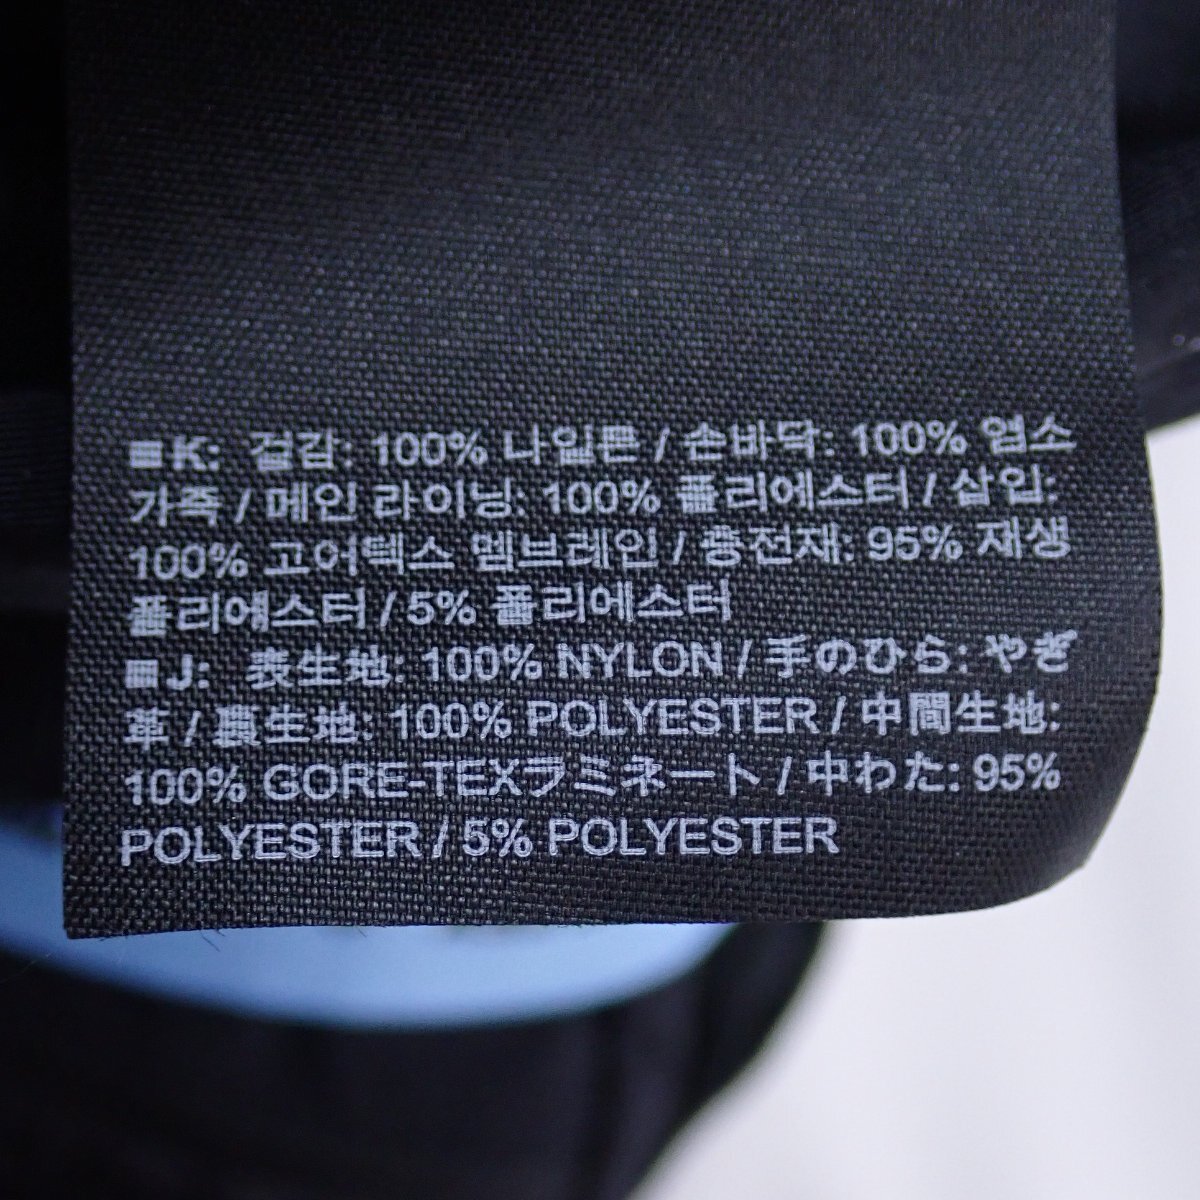 ■K: 겉감: 100% 나일론 / 손바닥: 100% 염소
가죽 / 메인 라이닝: 100% 폴리에스터 / 삽입:
100% 고어텍스 멤브레인 / 충전재: 95% 재생
폴리에스터 / 5% 폴리에스터
■J: 表生地: 100% NYLON / 手のひら: やぎ
革 / 裏生地: 100% POLYESTER / 中間生地:
100% GORE-TEXラミネート / 中わた: 95%
POLYESTER / 5% POLYESTER